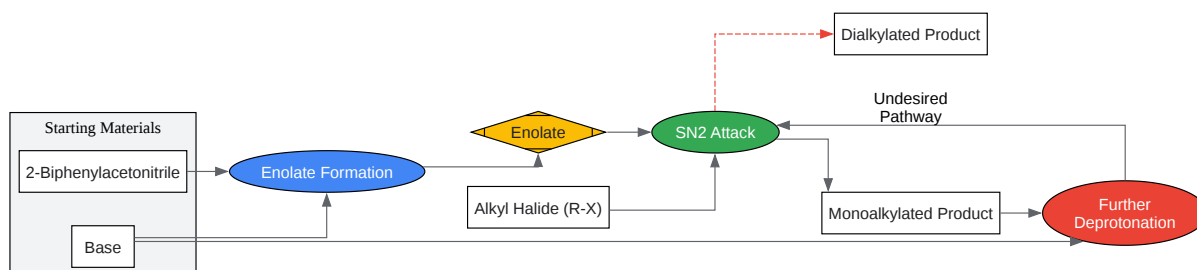 Dialkylated Product
Undesired
Pathway
Starting Materials
Enolate
SN2 Attack
2-Biphenylacetonitrile
Enolate Formation
Alkyl Halide (R-X)
Monoalkylated Product
Further
Deprotonation
Base